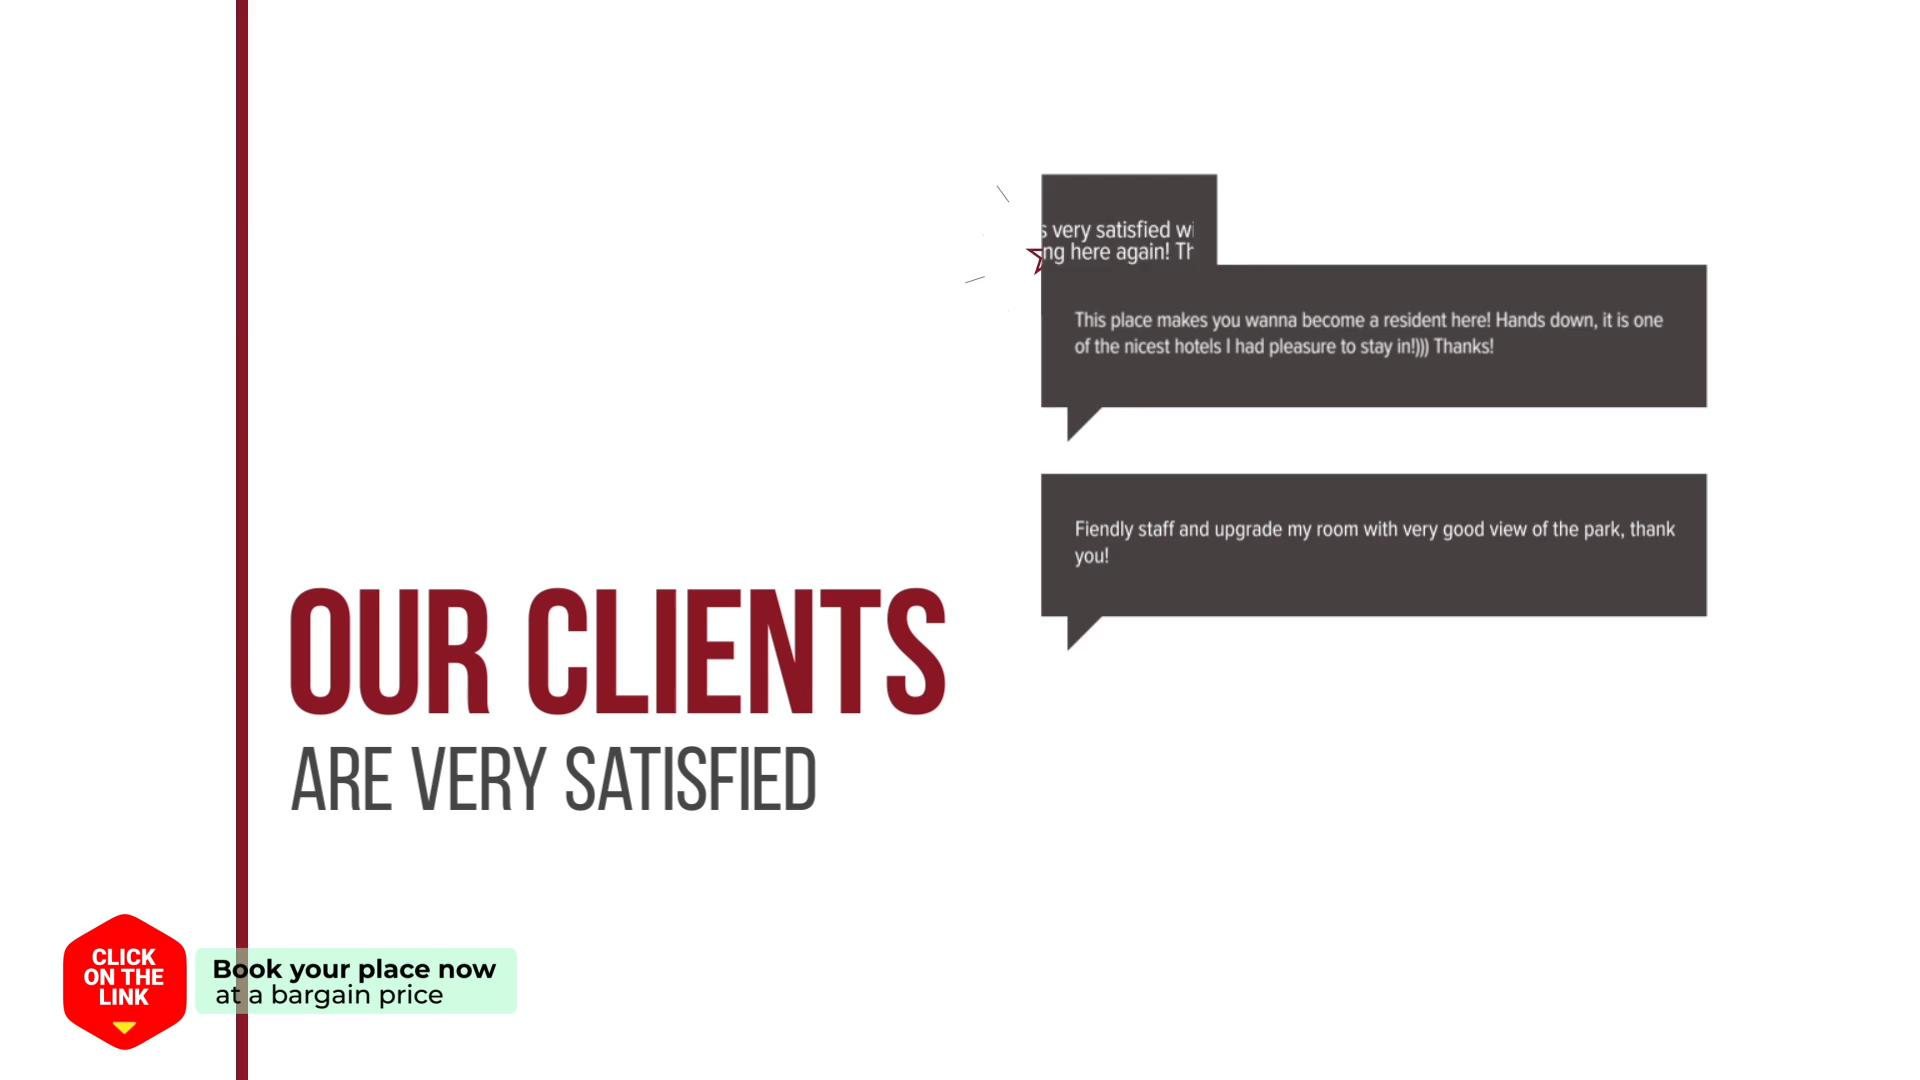 very satisfied
here again!
This place makes you wanna become a resident here! Hands down, it is one
of the nicest hotels I had pleasure to stay in!))) Thanks!
Fiendly staff and upgrade my room with very good view of the park, thank
you!
OUR CLIENTS
ARE VERY SATISFIED
CLICK
ON THE
LINK
Book your place now
at a bargain price